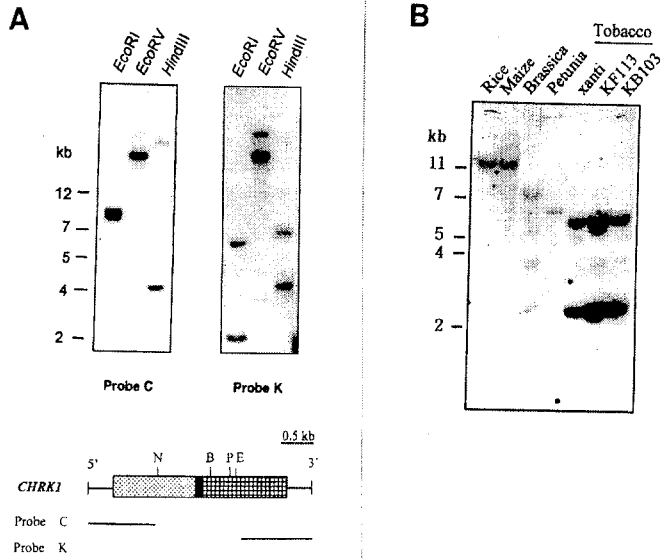 A
EcoRI EcoRV HindIII
EcoRI EcoRV HindIII
kb
12
7
5
4
2
Probe C
Probe K
0.5 kb
5' N B P E 3'
CHRK1
Probe C
Probe K
B
Tobacco
Rice Maize Brassica Petunia xanti KF113 KB103
kb
11
7
5
4
2